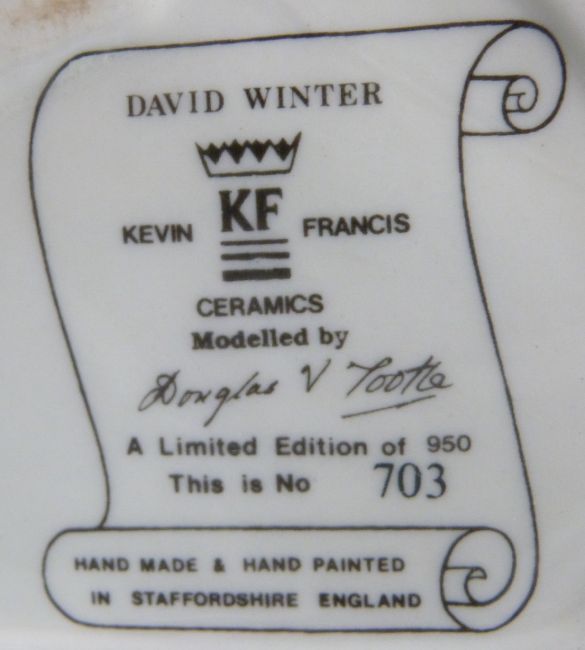 DAVID WINTER
KF
KEVIN FRANCIS
CERAMICS
Modelled by
Douglas V Tootle
A Limited Edition of 950
This is No 703
HAND MADE & HAND PAINTED
IN STAFFORDSHIRE ENGLAND